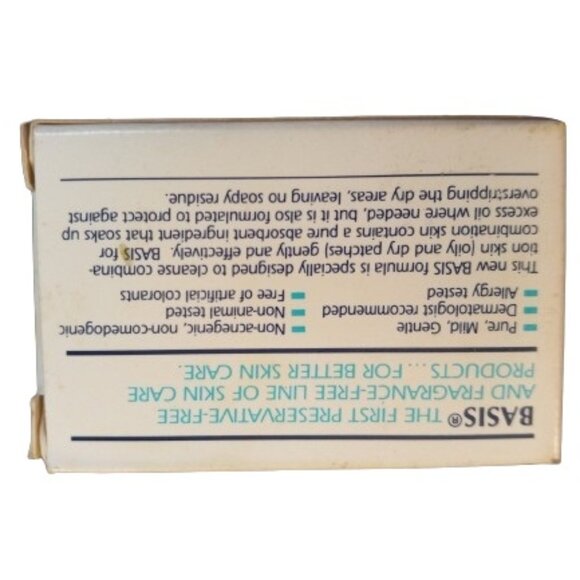 BASIS® THE FIRST PRESERVATIVE-FREE
AND FRAGRANCE-FREE LINE OF SKIN CARE
PRODUCTS . . . FOR BETTER SKIN CARE.
Pure, Mild, Gentle
Non-acnegenic, non-comedogenic
Dermatologist recommended
Non-animal tested
Allergy tested
Free of artificial colorants
This new BASIS formula is specially designed to cleanse combina-
tion skin (oily) (and dry patches) gently and effectively. BASIS for
combination skin contains a pure absorbent ingredient that soaks up
excess oil where needed, but it is also formulated to protect against
overstripping the dry areas, leaving no soapy residue.